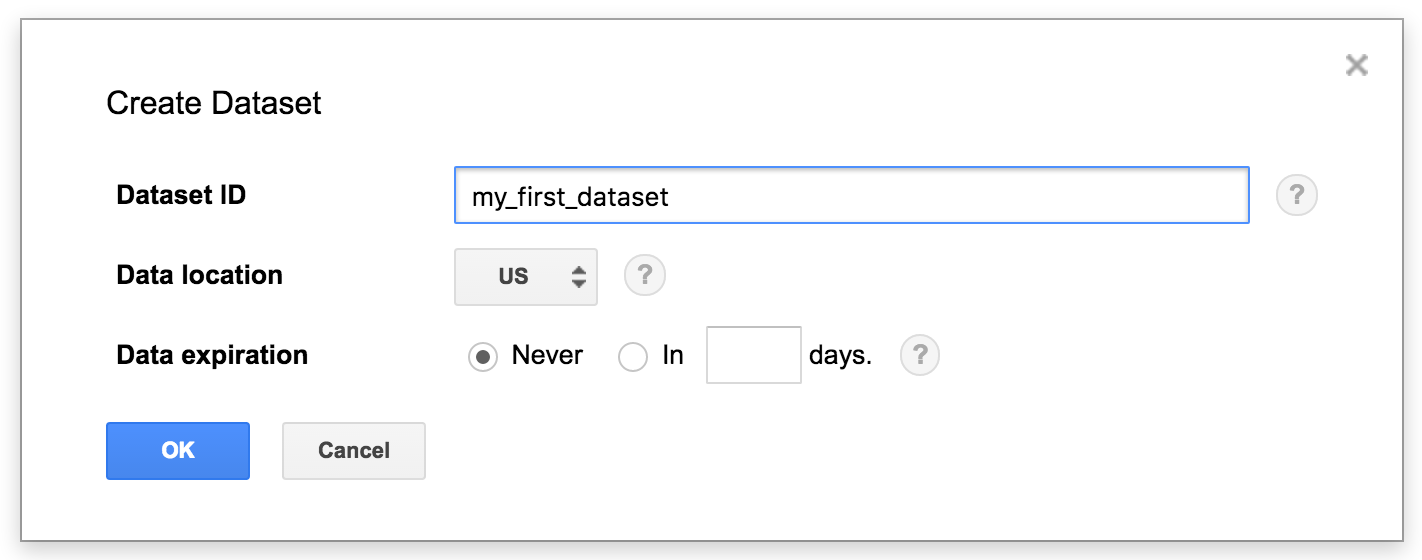 Create Dataset
Dataset ID my_first_dataset ?
Data location US ?
Data expiration Never In days. ?
OK Cancel